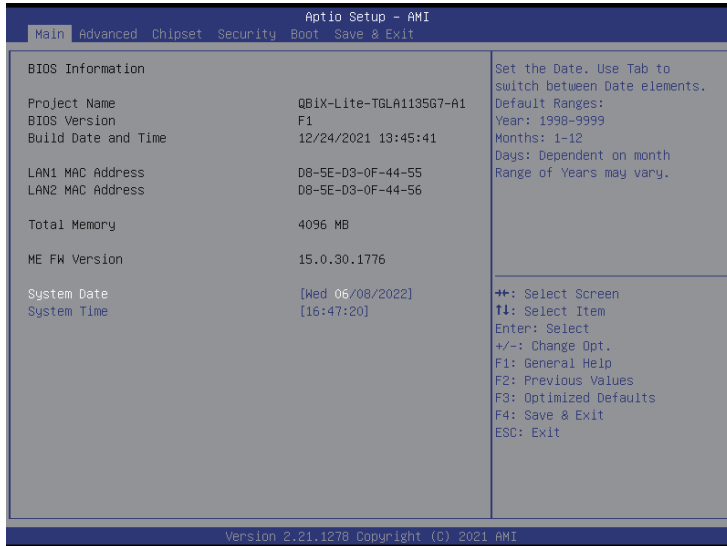 Aptio Setup – AMI
Main Advanced Chipset Security Boot Save & Exit
BIOS Information
Project Name QBiX-Lite-TGLA1135G7-A1
BIOS Version F1
Build Date and Time 12/24/2021 13:45:41
LAN1 MAC Address D8-5E-D3-0F-44-55
LAN2 MAC Address D8-5E-D3-0F-44-56
Total Memory 4096 MB
ME FW Version 15.0.30.1776
System Date [Wed 06/08/2022]
System Time [16:47:20]
Set the Date. Use Tab to
switch between Date elements.
Default Ranges:
Year: 1998-9999
Months: 1-12
Days: Dependent on month
Range of Years may vary.
→←: Select Screen
↑↓: Select Item
Enter: Select
+/-: Change Opt.
F1: General Help
F2: Previous Values
F3: Optimized Defaults
F4: Save & Exit
ESC: Exit
Version 2.21.1278 Copyright (C) 2021 AMI